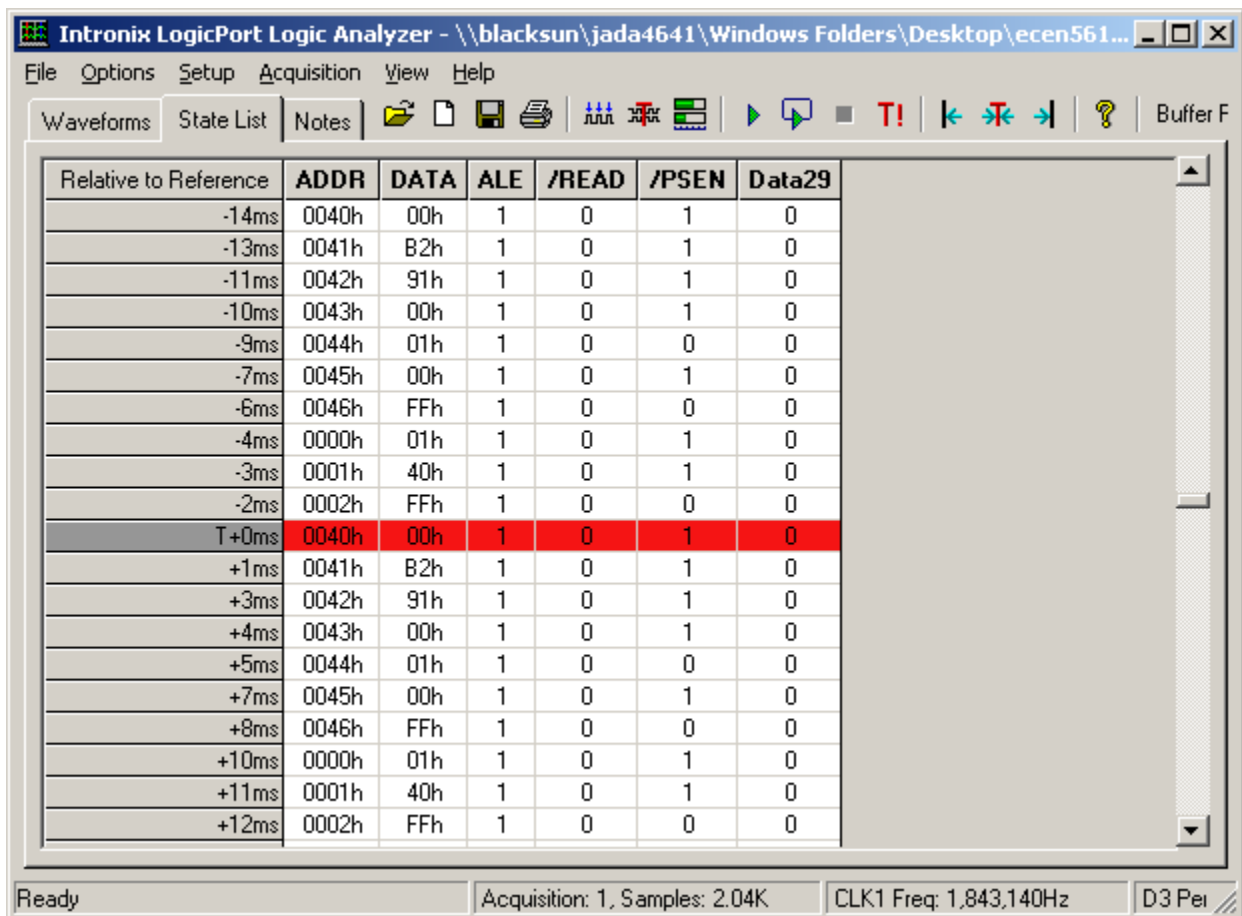 Intronix LogicPort Logic Analyzer - \\blacksun\jada4641\Windows Folders\Desktop\ecen561...
File Options Setup Acquisition View Help
Waveforms State List Notes T! Buffer F
Relative to Reference ADDR DATA ALE /READ /PSEN Data29
-14ms 0040h 00h 1 0 1 0
-13ms 0041h B2h 1 0 1 0
-11ms 0042h 91h 1 0 1 0
-10ms 0043h 00h 1 0 1 0
-9ms 0044h 01h 1 0 0 0
-7ms 0045h 00h 1 0 1 0
-6ms 0046h FFh 1 0 0 0
-4ms 0000h 01h 1 0 1 0
-3ms 0001h 40h 1 0 1 0
-2ms 0002h FFh 1 0 0 0
T+0ms 0040h 00h 1 0 1 0
+1ms 0041h B2h 1 0 1 0
+3ms 0042h 91h 1 0 1 0
+4ms 0043h 00h 1 0 1 0
+5ms 0044h 01h 1 0 0 0
+7ms 0045h 00h 1 0 1 0
+8ms 0046h FFh 1 0 0 0
+10ms 0000h 01h 1 0 1 0
+11ms 0001h 40h 1 0 1 0
+12ms 0002h FFh 1 0 0 0
Ready Acquisition: 1, Samples: 2.04K CLK1 Freq: 1,843,140Hz D3 Per